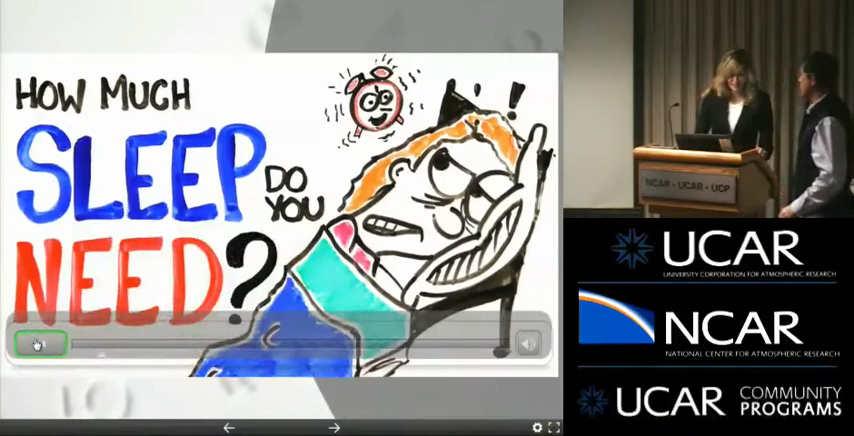 HOW MUCH
SLEEP DO
YOU
NEED?
!
NCAR · UCAR · UCP
UCAR
UNIVERSITY CORPORATION FOR ATMOSPHERIC RESEARCH
NCAR
NATIONAL CENTER FOR ATMOSPHERIC RESEARCH
UCAR COMMUNITY
PROGRAMS